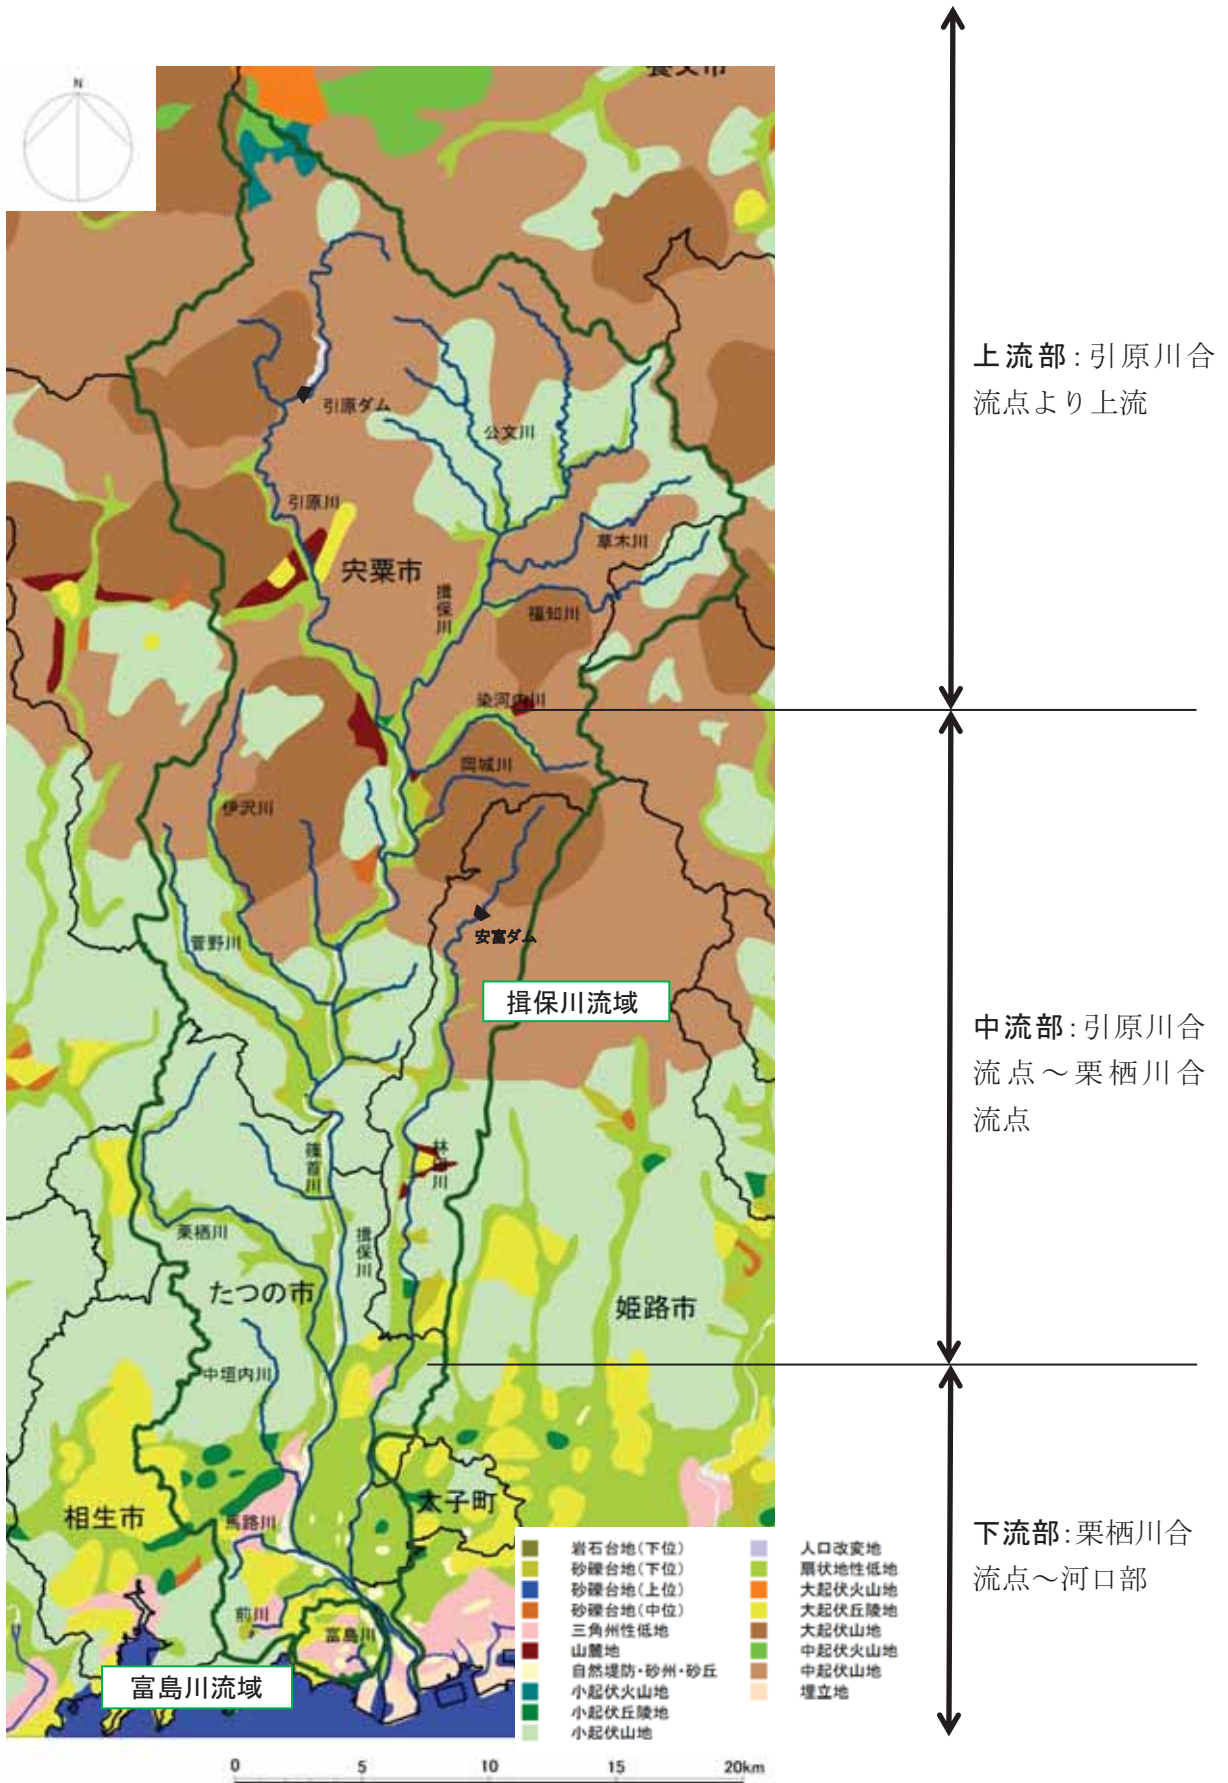 N
養父市
引原ダム
公文川
引原川
宍粟市
草木川
揖保川
福知川
染河内川
岡城川
伊沢川
菅野川
安富ダム
揖保川流域
林田川
篠首川
栗栖川
揖保川
たつの市
姫路市
中垣内川
相生市
太子町
馬路川
前川
富島川
富島川流域
上流部：引原川合
流点より上流
中流部：引原川合
流点～栗栖川合
流点
下流部：栗栖川合
流点～河口部
岩石台地(下位)
砂礫台地(下位)
砂礫台地(上位)
砂礫台地(中位)
三角州性低地
山麓地
自然堤防・砂州・砂丘
小起伏火山地
小起伏丘陵地
小起伏山地
人口改変地
扇状地性低地
大起伏火山地
大起伏丘陵地
大起伏山地
中起伏火山地
中起伏山地
埋立地
0 5 10 15 20km